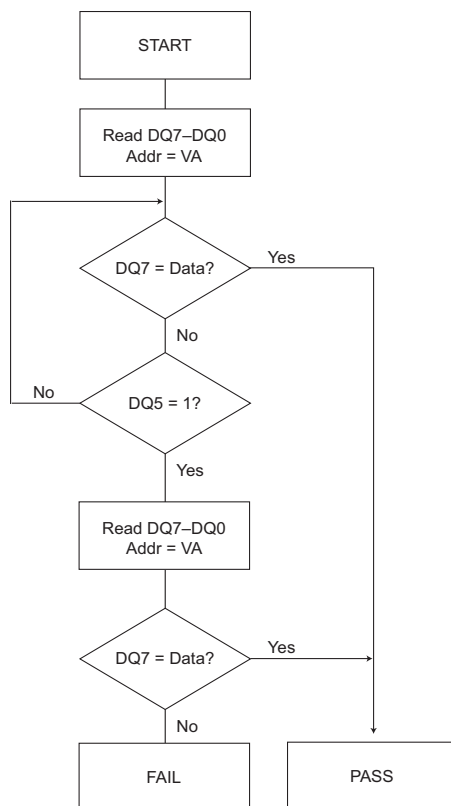 START
Read DQ7–DQ0
Addr = VA
DQ7 = Data?
Yes
No
No
DQ5 = 1?
Yes
Read DQ7–DQ0
Addr = VA
DQ7 = Data?
Yes
No
FAIL
PASS